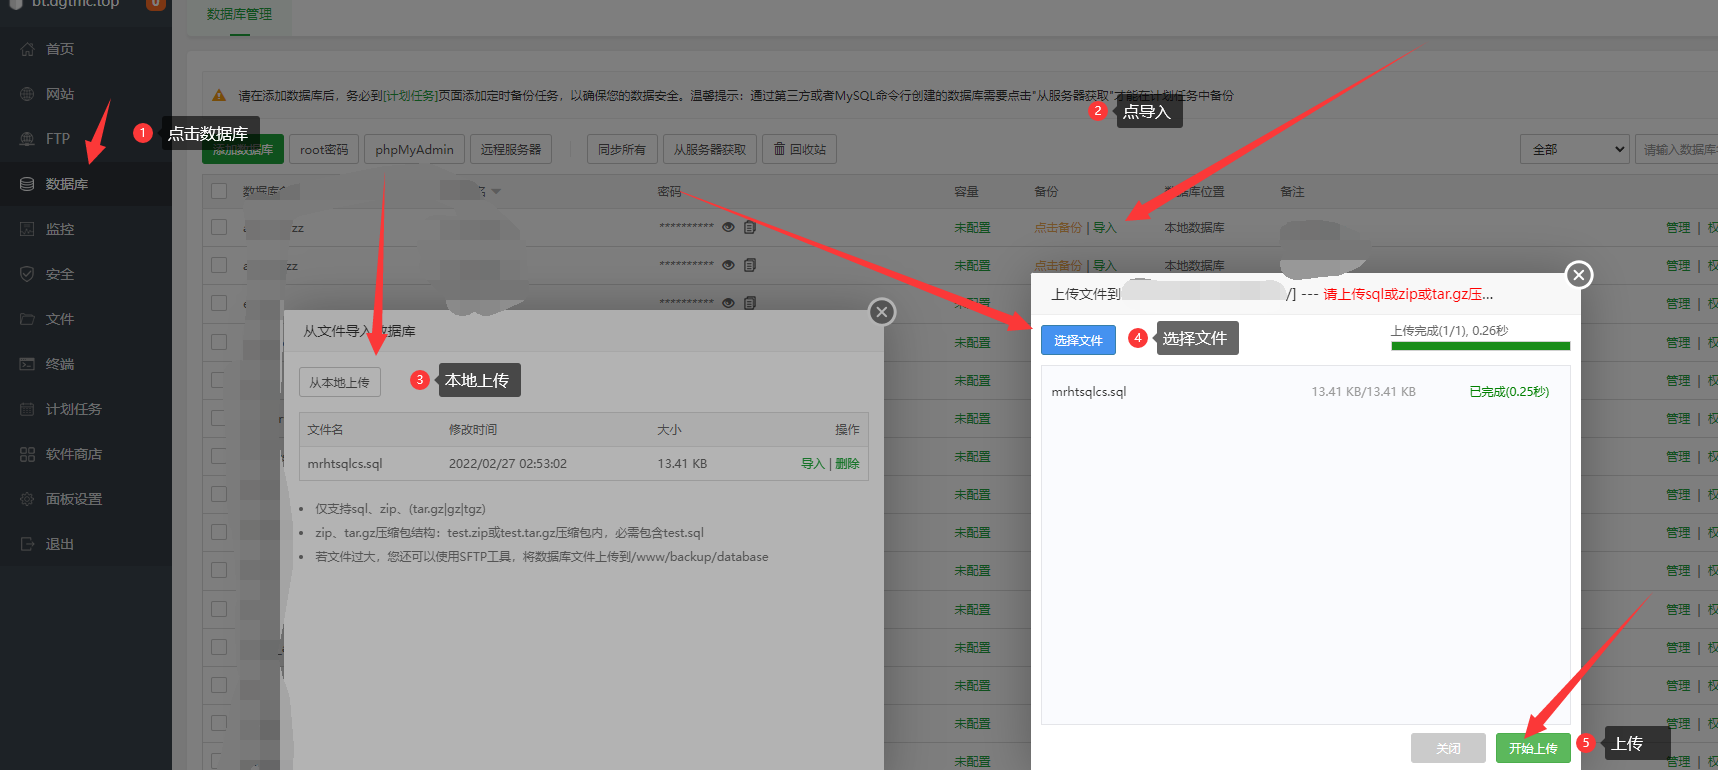 bt.dgtmc.top 0
首页
网站
FTP
数据库
监控
安全
文件
终端
计划任务
软件商店
面板设置
退出
数据库管理
请在添加数据库后，务必到[计划任务]页面添加定时备份任务，以确保您的数据安全。温馨提示：通过第三方或者MySQL命令行创建的数据库需要点击"从服务器获取"才能在计划任务中备份
1 点击数据库
2 点导入
添加数据库 root密码 phpMyAdmin 远程服务器 同步所有 从服务器获取 回收站 全部 请输入数据库
数据库 名 密码 容量 备份 数据库位置 备注
a zz ********** 未配置 点击备份 | 导入 本地数据库 管理 | 权
a zz ********** 未配置 点击备份 | 导入 本地数据库 管理 | 权
e ********** 未配置
未配置 管理 | 权
未配置 管理 | 权
未配置 管理 | 权
未配置 管理 | 权
未配置 管理 | 权
未配置 管理 | 权
未配置 管理 | 权
未配置 管理 | 权
未配置 管理 | 权
未配置 管理 | 权
未配置 管理 | 权
未配置 管理 | 权
从文件导入数据库
从本地上传
3 本地上传
文件名 修改时间 大小 操作
mrhtsqlcs.sql 2022/02/27 02:53:02 13.41 KB 导入 | 删除
仅支持sql、zip、(tar.gz|gz|tgz)
zip、tar.gz压缩包结构：test.zip或test.tar.gz压缩包内，必需包含test.sql
若文件过大，您还可以使用SFTP工具，将数据库文件上传到/www/backup/database
上传文件到 /] --- 请上传sql或zip或tar.gz压...
选择文件
4 选择文件
上传完成(1/1), 0.26秒
mrhtsqlcs.sql 13.41 KB/13.41 KB 已完成(0.25秒)
关闭 开始上传
5 上传